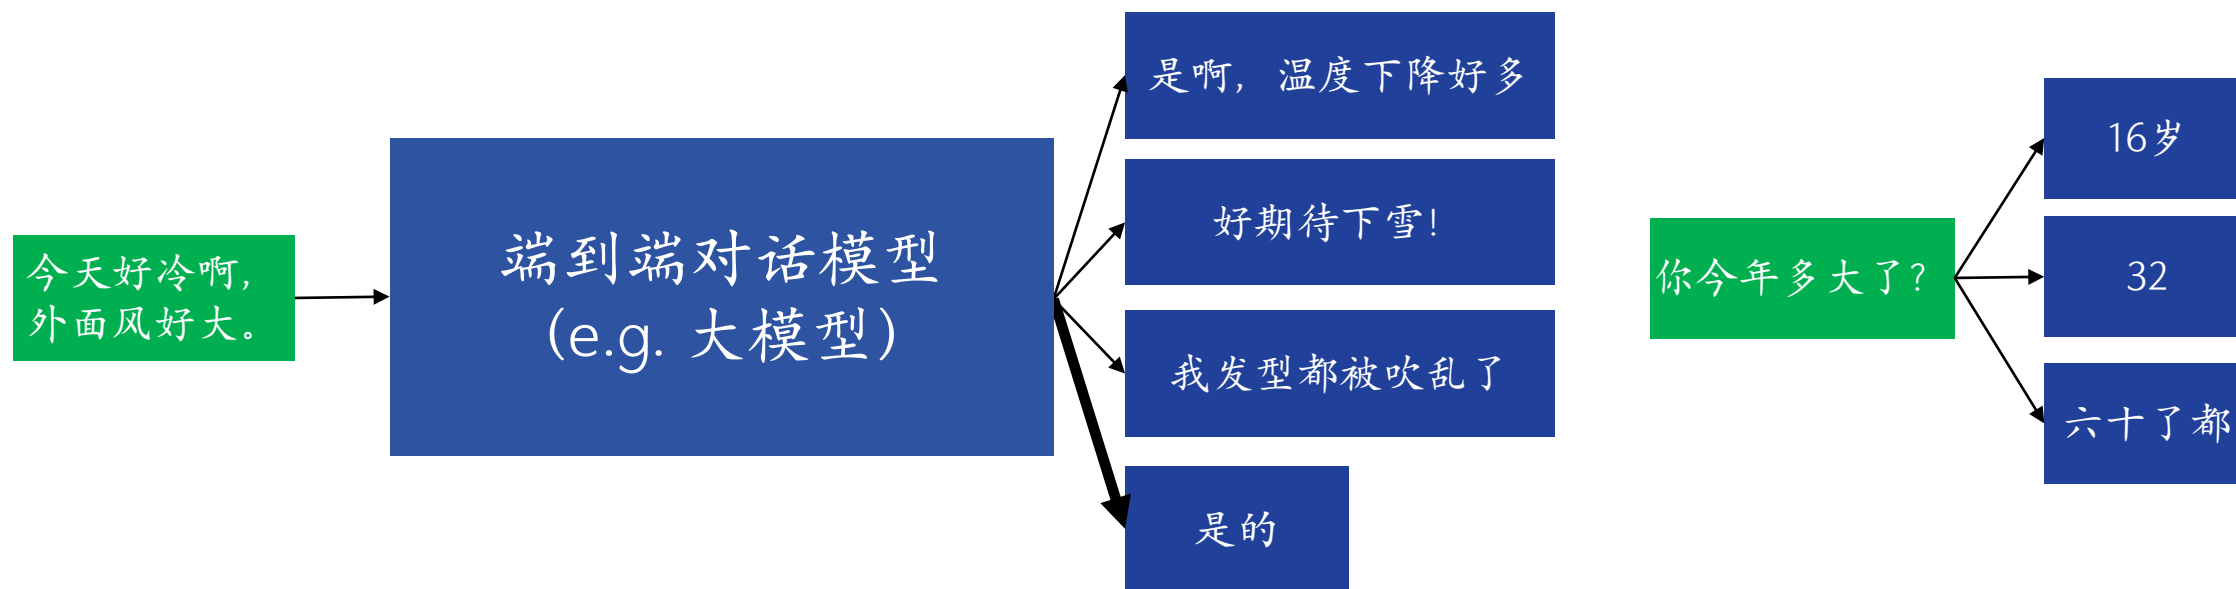 今天好冷啊，
外面风好大。
端到端对话模型
（e.g. 大模型）
是啊，温度下降好多
好期待下雪！
我发型都被吹乱了
是的
你今年多大了？
16岁
32
六十了都